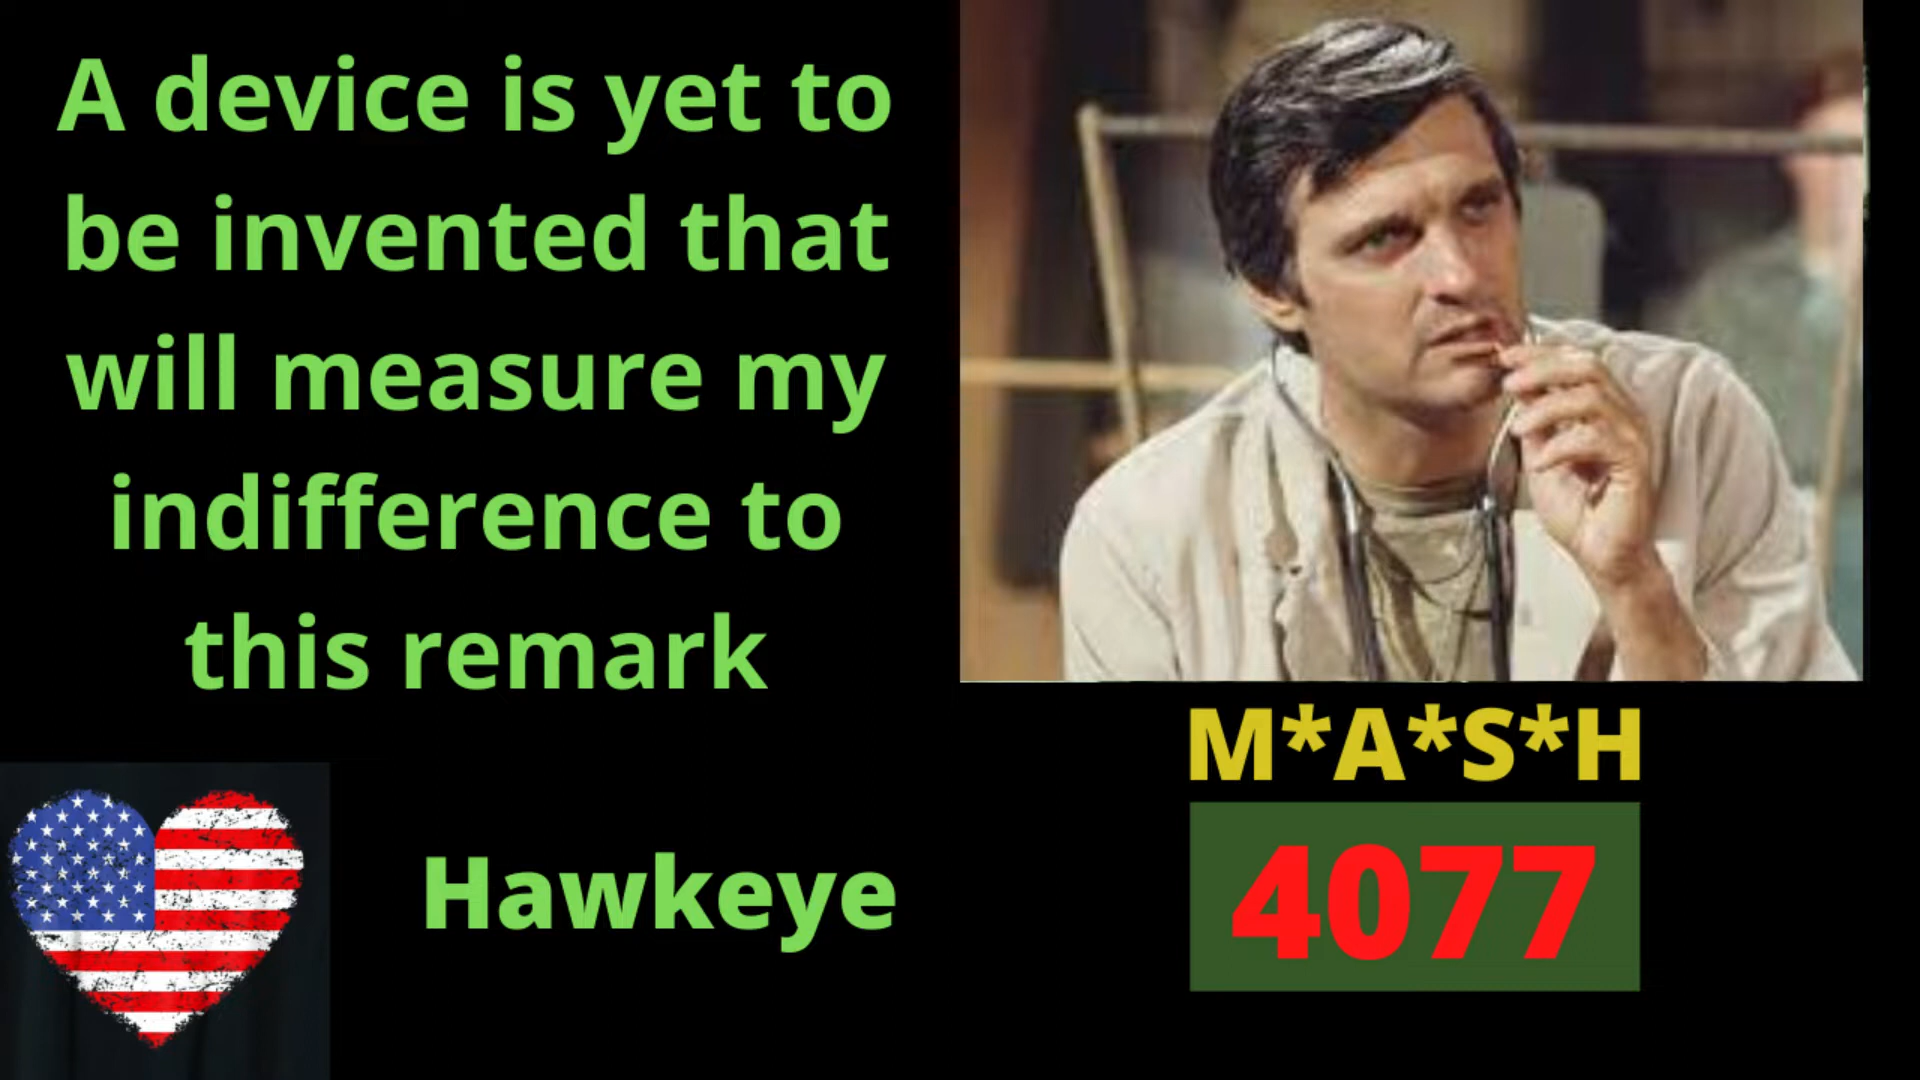 A device is yet to
be invented that
will measure my
indifference to
this remark
Hawkeye
M*A*S*H
4077